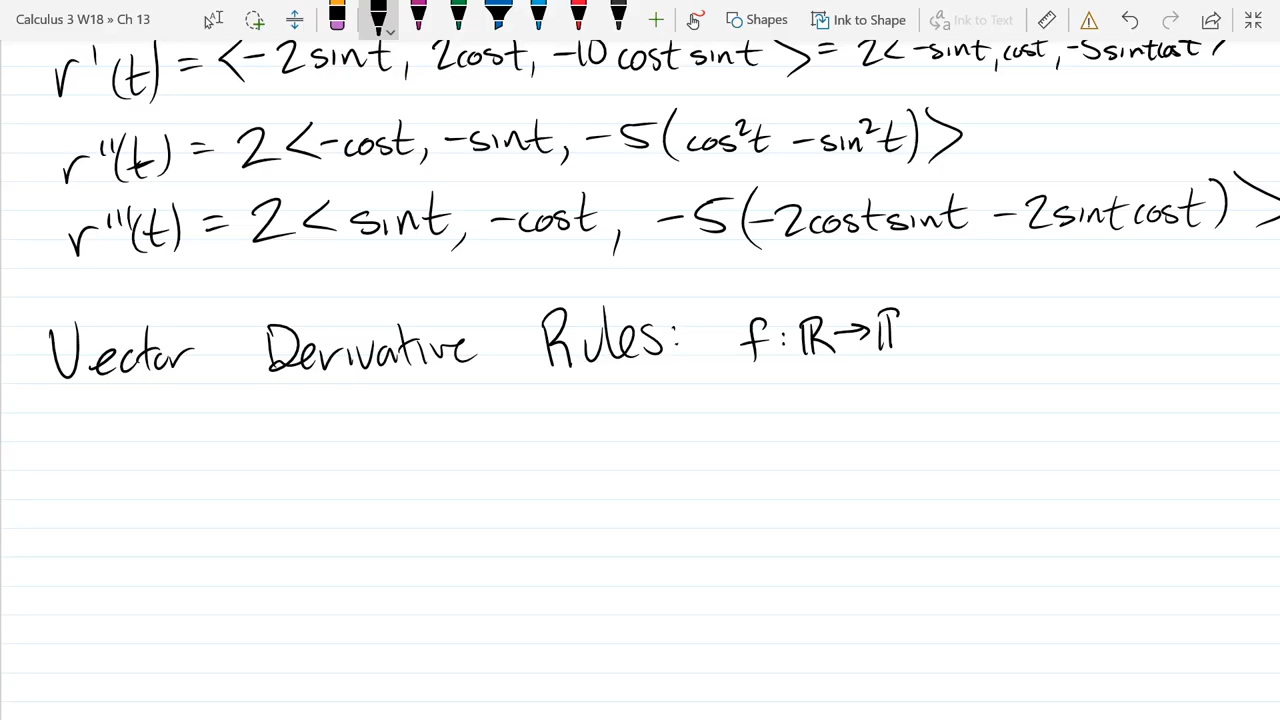 Calculus 3 W18 » Ch 13 Shapes Ink to Shape Ink to Text
r'(t) = <-2sint, 2cost, -10 cost sint> = 2<-sint, cost, -5sintcost>
r''(t) = 2<-cost, -sint, -5(cos²t - sin²t)>
r'''(t) = 2<sint, -cost, -5(-2costsint - 2sintcost)>
Vector Derivative Rules: f: ℝ→